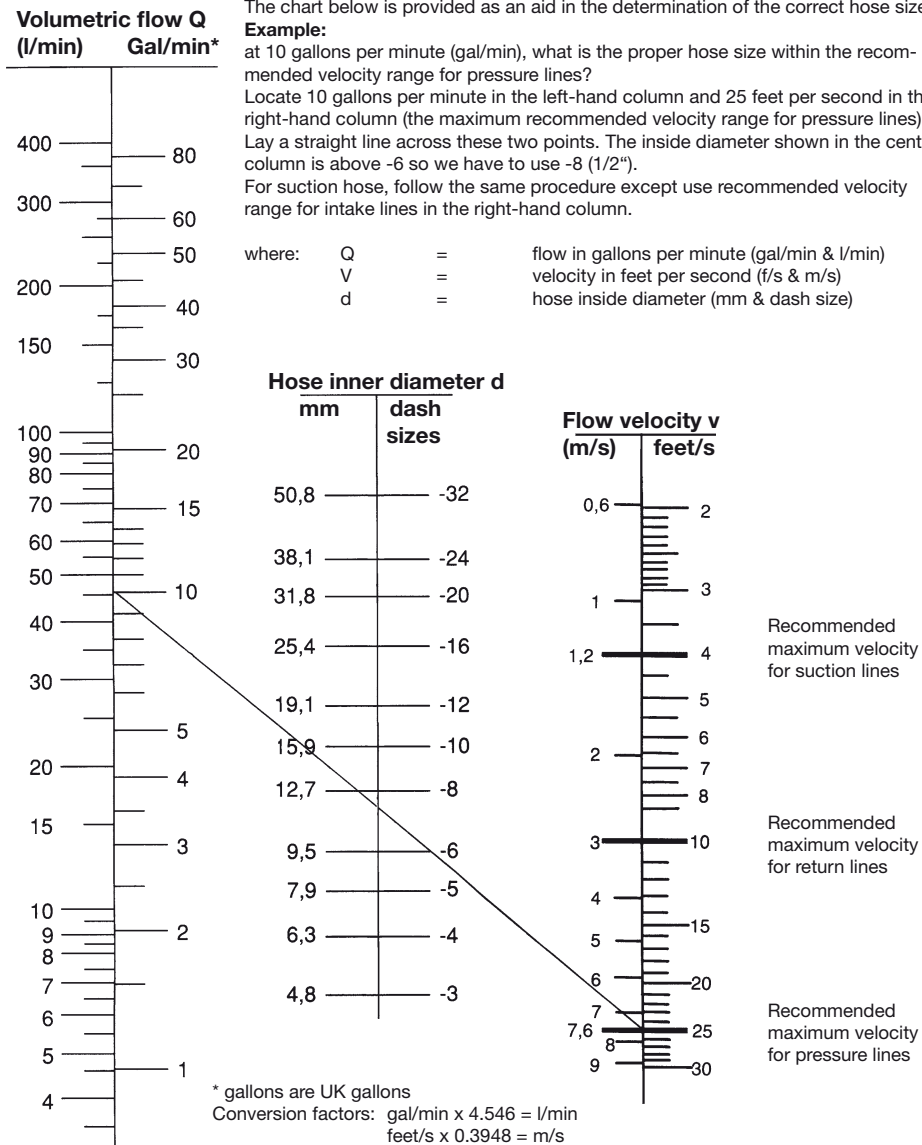 The chart below is provided as an aid in the determination of the correct hose size
Example:
at 10 gallons per minute (gal/min), what is the proper hose size within the recom-
mended velocity range for pressure lines?
Locate 10 gallons per minute in the left-hand column and 25 feet per second in th
right-hand column (the maximum recommended velocity range for pressure lines)
Lay a straight line across these two points. The inside diameter shown in the cent
column is above -6 so we have to use -8 (1/2“).
For suction hose, follow the same procedure except use recommended velocity
range for intake lines in the right-hand column.
where: Q = flow in gallons per minute (gal/min & l/min)
V = velocity in feet per second (f/s & m/s)
d = hose inside diameter (mm & dash size)
Volumetric flow Q
(l/min) Gal/min*
400
80
300
60
50
200
40
150
30
100
20
90
80
70
15
60
50
10
40
30
5
20
4
15
3
10
2
9
8
7
6
5
1
4
Hose inner diameter d
mm dash
sizes
50,8 -32
38,1 -24
31,8 -20
25,4 -16
19,1 -12
15,9 -10
12,7 -8
9,5 -6
7,9 -5
6,3 -4
4,8 -3
Flow velocity v
(m/s) feet/s
0,6 2
3
1
1,2 4
5
6
2
7
8
3 10
4
15
5
6 20
7
7,6 25
8
9 30
Recommended
maximum velocity
for suction lines
Recommended
maximum velocity
for return lines
Recommended
maximum velocity
for pressure lines
* gallons are UK gallons
Conversion factors: gal/min x 4.546 = l/min
feet/s x 0.3948 = m/s